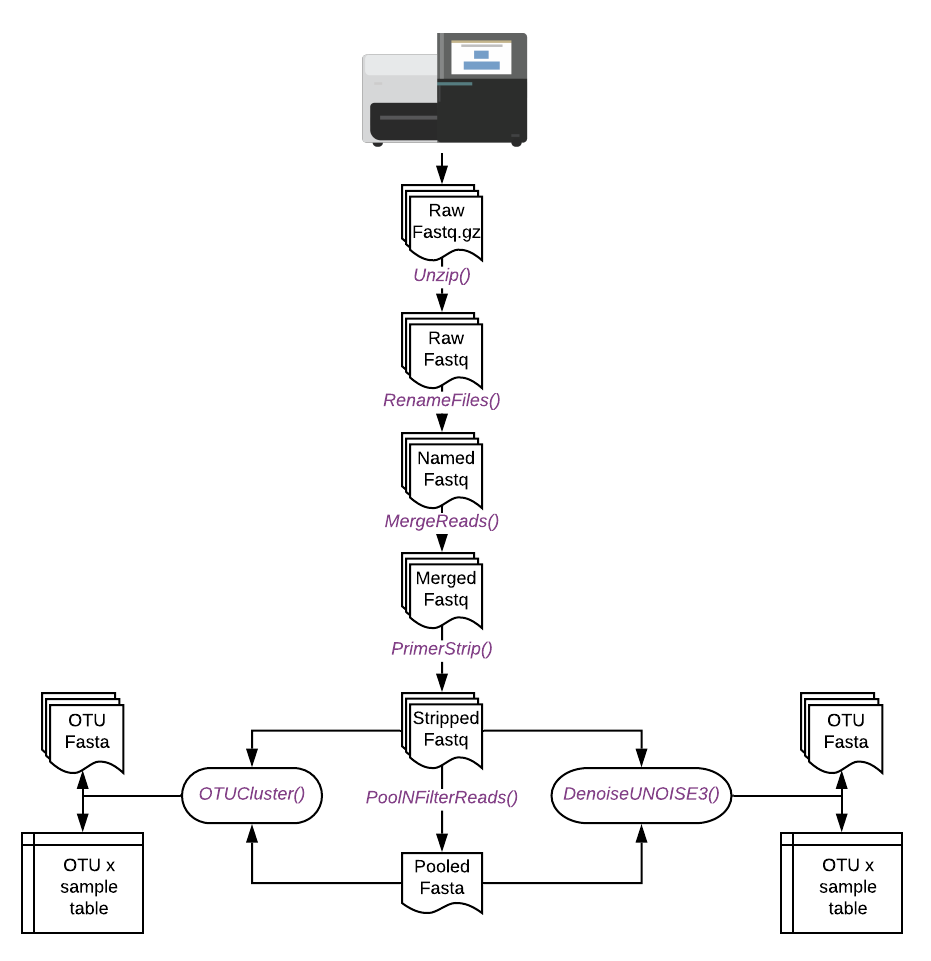 Raw
Fastq.gz
Unzip()
Raw
Fastq
RenameFiles()
Named
Fastq
MergeReads()
Merged
Fastq
PrimerStrip()
OTU
Fasta
Stripped
Fastq
OTU
Fasta
OTUCluster()
PoolNFilterReads()
DenoiseUNOISE3()
OTU x
sample
table
Pooled
Fasta
OTU x
sample
table